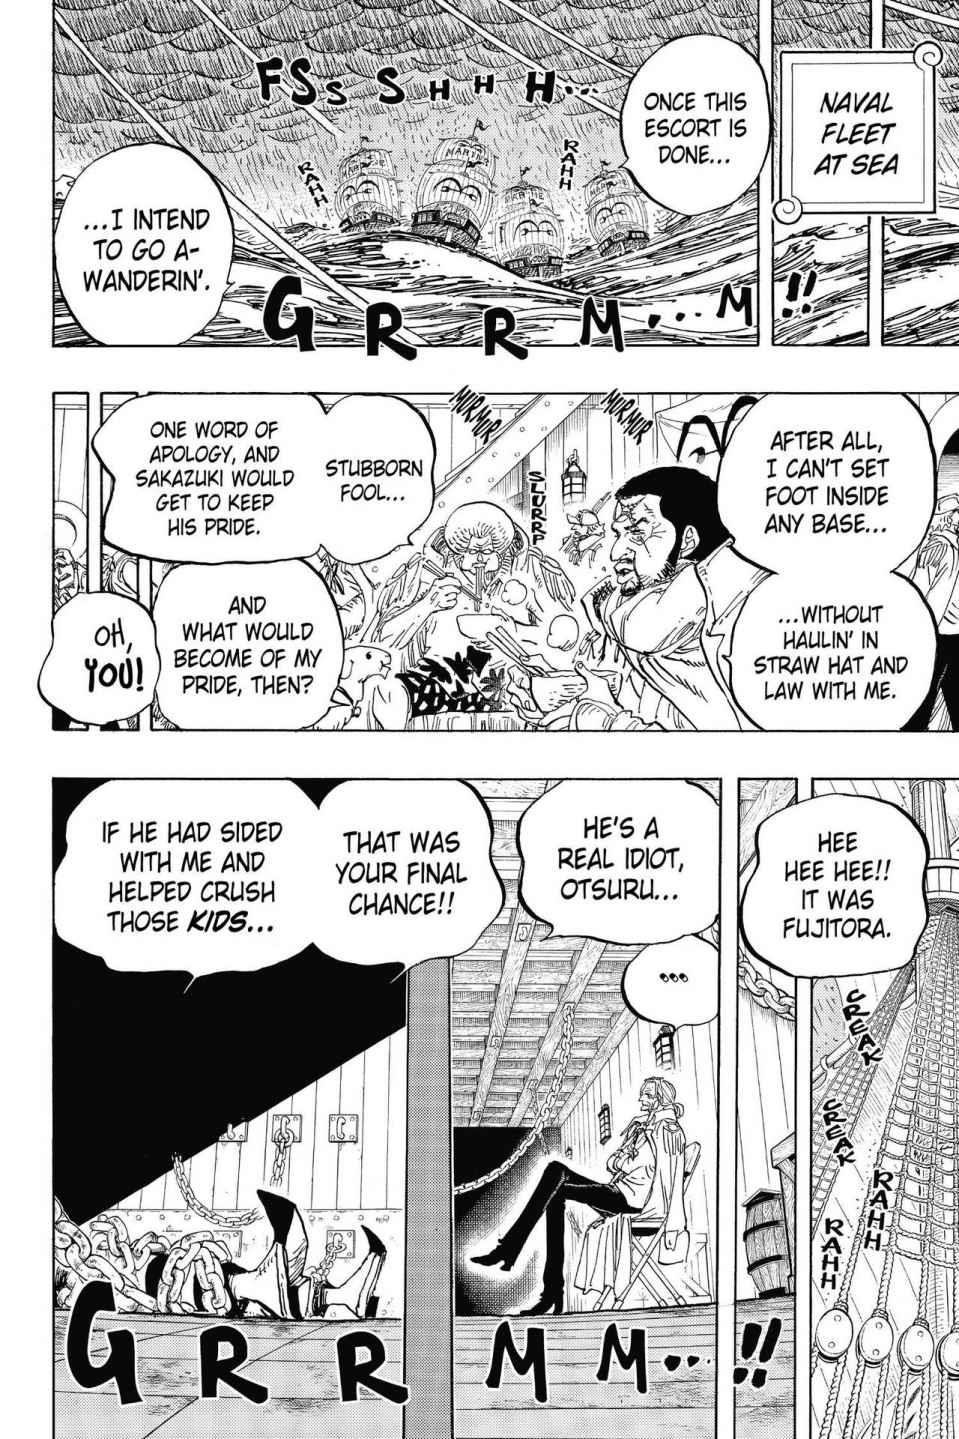 NAVAL
FLEET
AT SEA
ONCE THIS
ESCORT IS
DONE...
FSSSHHH...
RAHH
RAHH
...I INTEND
TO GO A-
WANDERIN'.
GRRM...M!!
AFTER ALL,
I CAN'T SET
FOOT INSIDE
ANY BASE...
...WITHOUT
HAULIN' IN
STRAW HAT AND
LAW WITH ME.
MURMUR
MURMUR
SLURRP
STUBBORN
FOOL...
ONE WORD OF
APOLOGY, AND
SAKAZUKI WOULD
GET TO KEEP
HIS PRIDE.
AND
WHAT WOULD
BECOME OF MY
PRIDE, THEN?
OH,
YOU!
HEE
HEE HEE!!
IT WAS
FUJITORA.
CREAK
CREAK
RAHH
RAHH
HE'S A
REAL IDIOT,
OTSURU...
...
THAT WAS
YOUR FINAL
CHANCE!!
IF HE HAD SIDED
WITH ME AND
HELPED CRUSH
THOSE KIDS...
GRRMM...!!